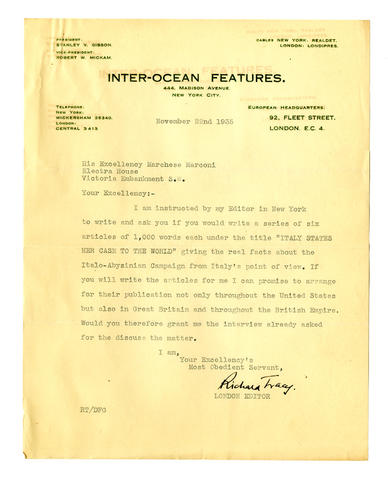 PRESIDENT:
STANLEY V. GIBSON.
VICE-PRESIDENT:
ROBERT W. MICKAM.
CABLES NEW YORK. REALDET.
LONDON: LONDIPRES.
INTER-OCEAN FEATURES.
444, MADISON AVENUE.
NEW YORK CITY.
TELEPHONE:
NEW YORK:
WICKERSHAM 25240.
LONDON:
CENTRAL 3413.
EUROPEAN HEADQUARTERS:
92, FLEET STREET.
LONDON. E.C. 4.
November 22nd 1935
His Excellency Marchese Marconi
Electra House
Victoria Embankment S.W.
Your Excellency:-
I am instructed by my Editor in New York
to write and ask you if you would write a series of six
articles of 1,000 words each under the title "ITALY STATES
HER CASE TO THE WORLD" giving the real facts about the
Italo-Abysinian Campaign from Italy's point of view. If
you will write the articles for me I can promise to arrange
for their publication not only throughout the United States
but also in Great Britain and throughout the British Empire.
Would you therefore grant me the interview already asked
for the discuss the matter.
I am,
Your Excellency's
Most Obedient Servant,
Richard Tracy.
LONDON EDITOR
RT/DFG